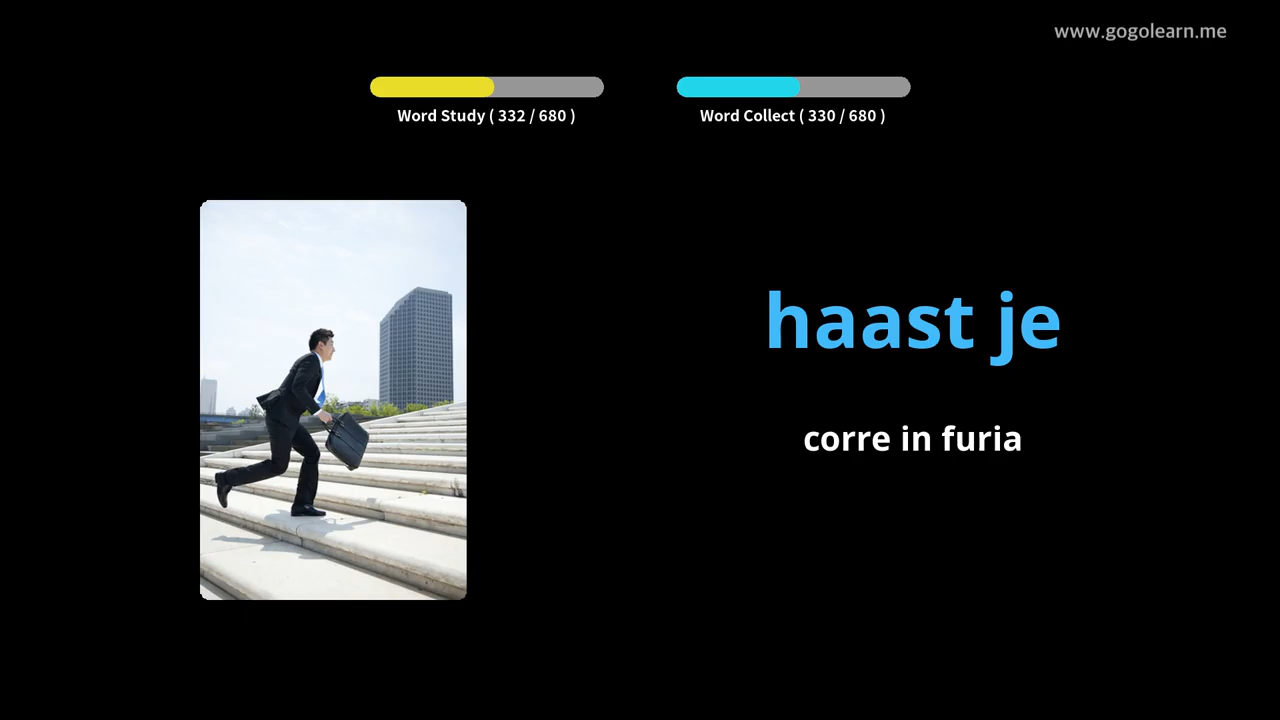 www.gogolearn.me
Word Study ( 332 / 680 )
Word Collect ( 330 / 680 )
haast je
corre in furia